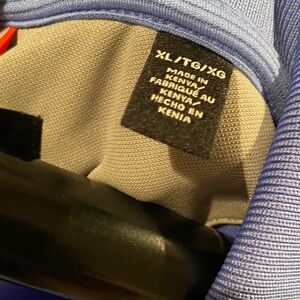 XL/TG/XG
MADE IN
KENYA/
FABRIQUÉ AU
KENYA/
HECHO EN
KENIA